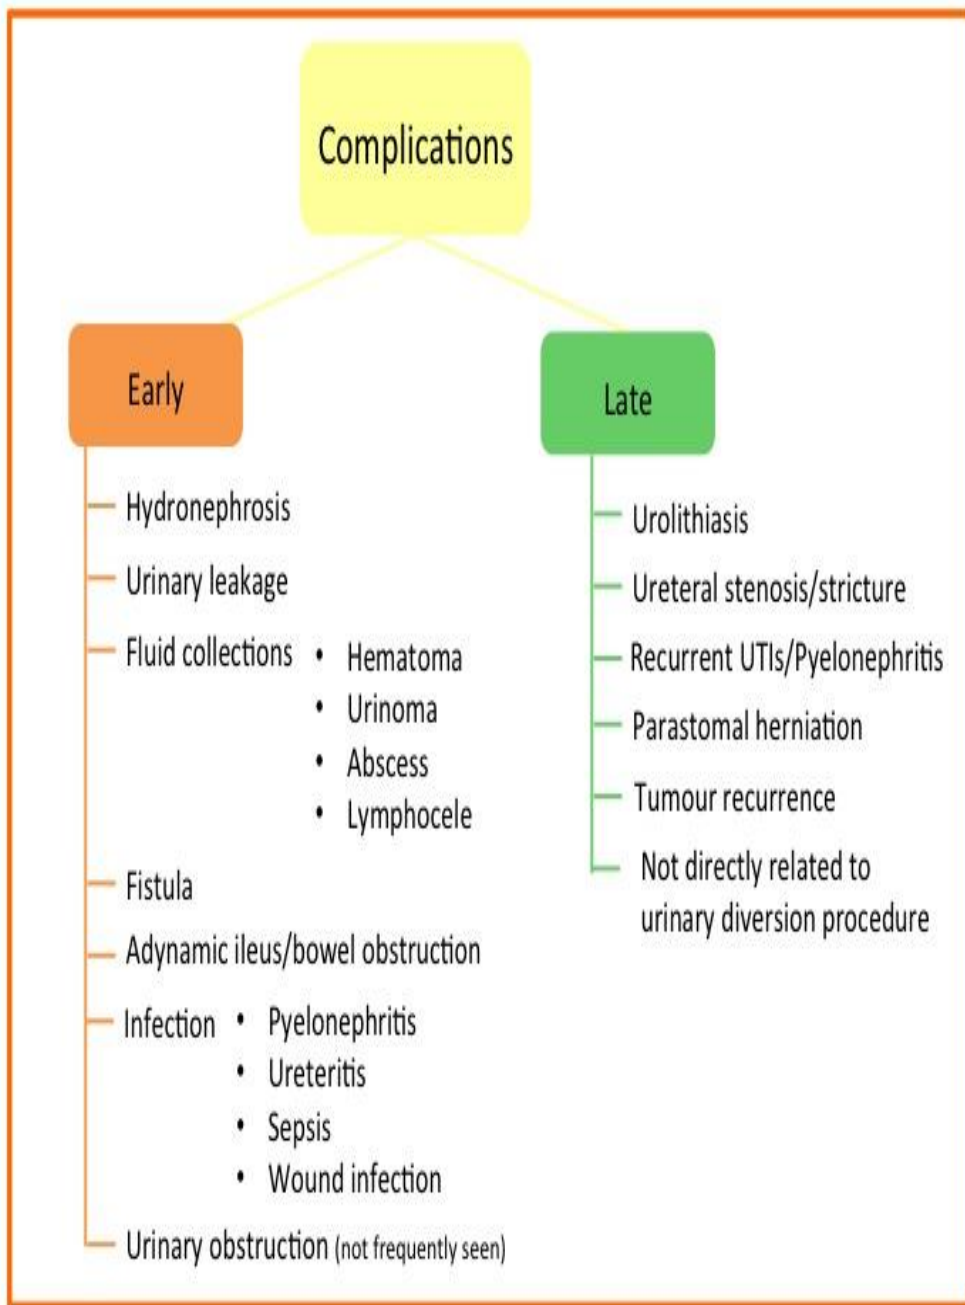 Complications
Early
Hydronephrosis
Urinary leakage
Fluid collections
• Hematoma
• Urinoma
• Abscess
• Lymphocele
Fistula
Adynamic ileus/bowel obstruction
Infection
• Pyelonephritis
• Ureteritis
• Sepsis
• Wound infection
Urinary obstruction (not frequently seen)
Late
Urolithiasis
Ureteral stenosis/stricture
Recurrent UTIs/Pyelonephritis
Parastomal herniation
Tumour recurrence
Not directly related to
urinary diversion procedure